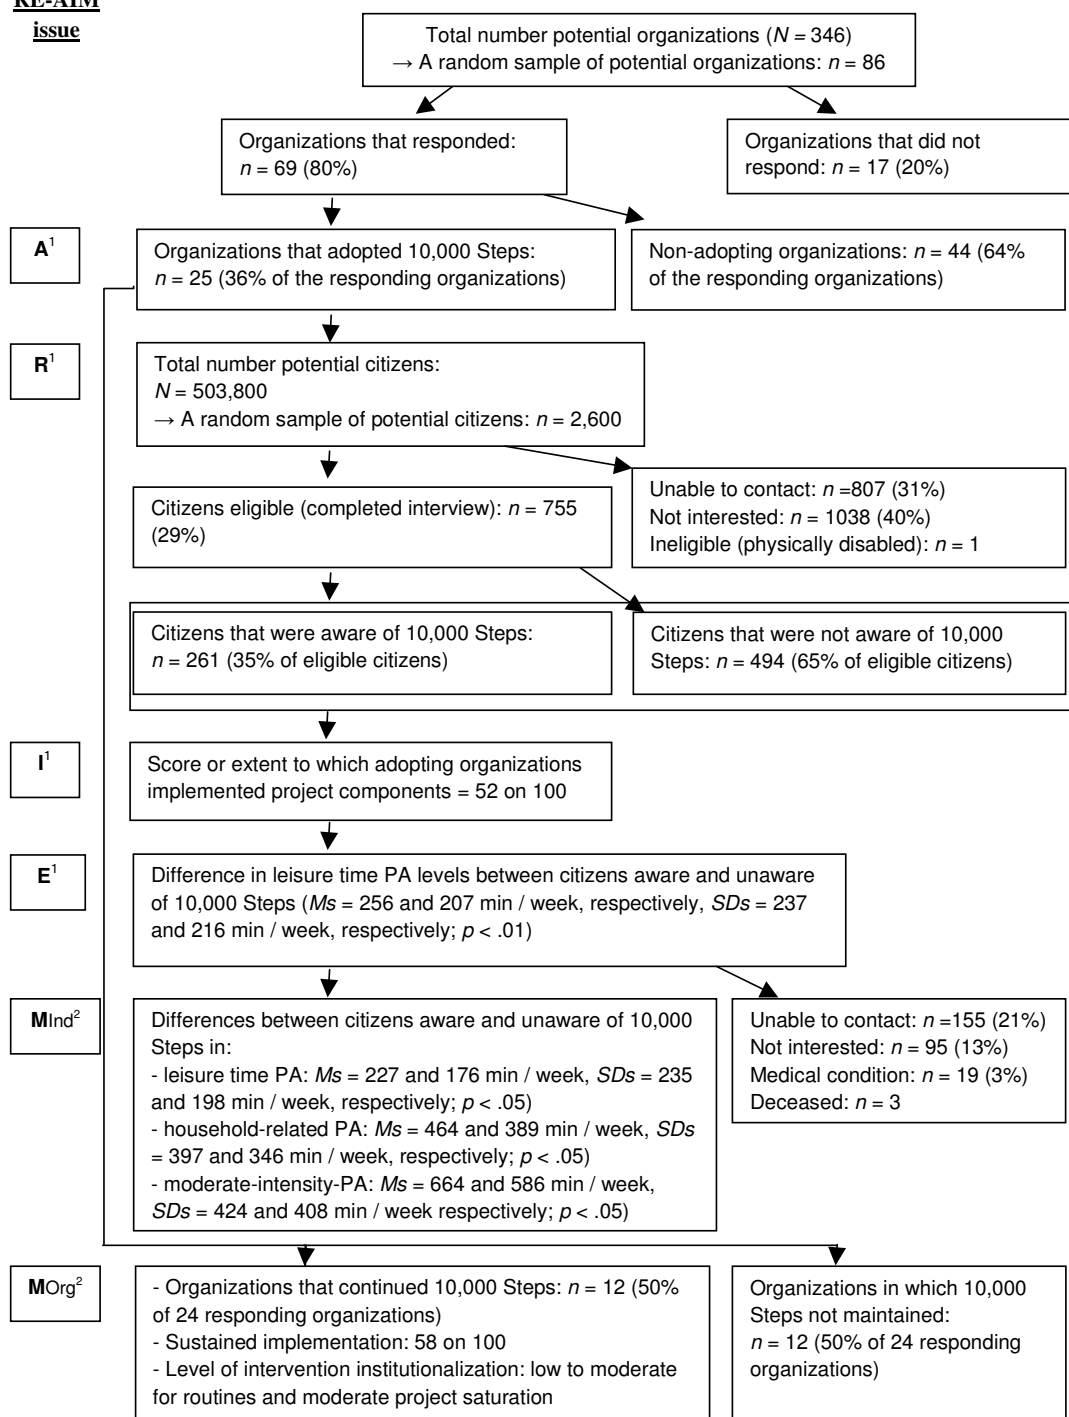 RE-AIM
issue
Total number potential organizations (N = 346)
→ A random sample of potential organizations: n = 86
Organizations that responded:
n = 69 (80%)
Organizations that did not
respond: n = 17 (20%)
A1
Organizations that adopted 10,000 Steps:
n = 25 (36% of the responding organizations)
Non-adopting organizations: n = 44 (64%
of the responding organizations)
R1
Total number potential citizens:
N = 503,800
→ A random sample of potential citizens: n = 2,600
Unable to contact: n =807 (31%)
Not interested: n = 1038 (40%)
Ineligible (physically disabled): n = 1
Citizens eligible (completed interview): n = 755
(29%)
Citizens that were aware of 10,000 Steps:
n = 261 (35% of eligible citizens)
Citizens that were not aware of 10,000
Steps: n = 494 (65% of eligible citizens)
I1
Score or extent to which adopting organizations
implemented project components = 52 on 100
E1
Difference in leisure time PA levels between citizens aware and unaware
of 10,000 Steps (Ms = 256 and 207 min / week, respectively, SDs = 237
and 216 min / week, respectively; p < .01)
MInd2
Differences between citizens aware and unaware of 10,000
Steps in:
- leisure time PA: Ms = 227 and 176 min / week, SDs = 235
and 198 min / week, respectively; p < .05)
- household-related PA: Ms = 464 and 389 min / week, SDs
= 397 and 346 min / week, respectively; p < .05)
- moderate-intensity-PA: Ms = 664 and 586 min / week,
SDs = 424 and 408 min / week respectively; p < .05)
Unable to contact: n =155 (21%)
Not interested: n = 95 (13%)
Medical condition: n = 19 (3%)
Deceased: n = 3
MOrg2
- Organizations that continued 10,000 Steps: n = 12 (50%
of 24 responding organizations)
- Sustained implementation: 58 on 100
- Level of intervention institutionalization: low to moderate
for routines and moderate project saturation
Organizations in which 10,000
Steps not maintained:
n = 12 (50% of 24 responding
organizations)